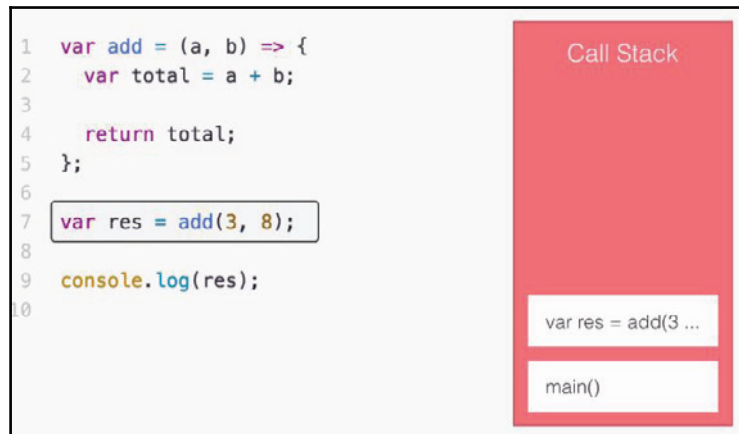 1 var add = (a, b) => {
2 var total = a + b;
3
4 return total;
5 };
6
7 var res = add(3, 8);
8
9 console.log(res);
10
Call Stack
var res = add(3 ...
main()